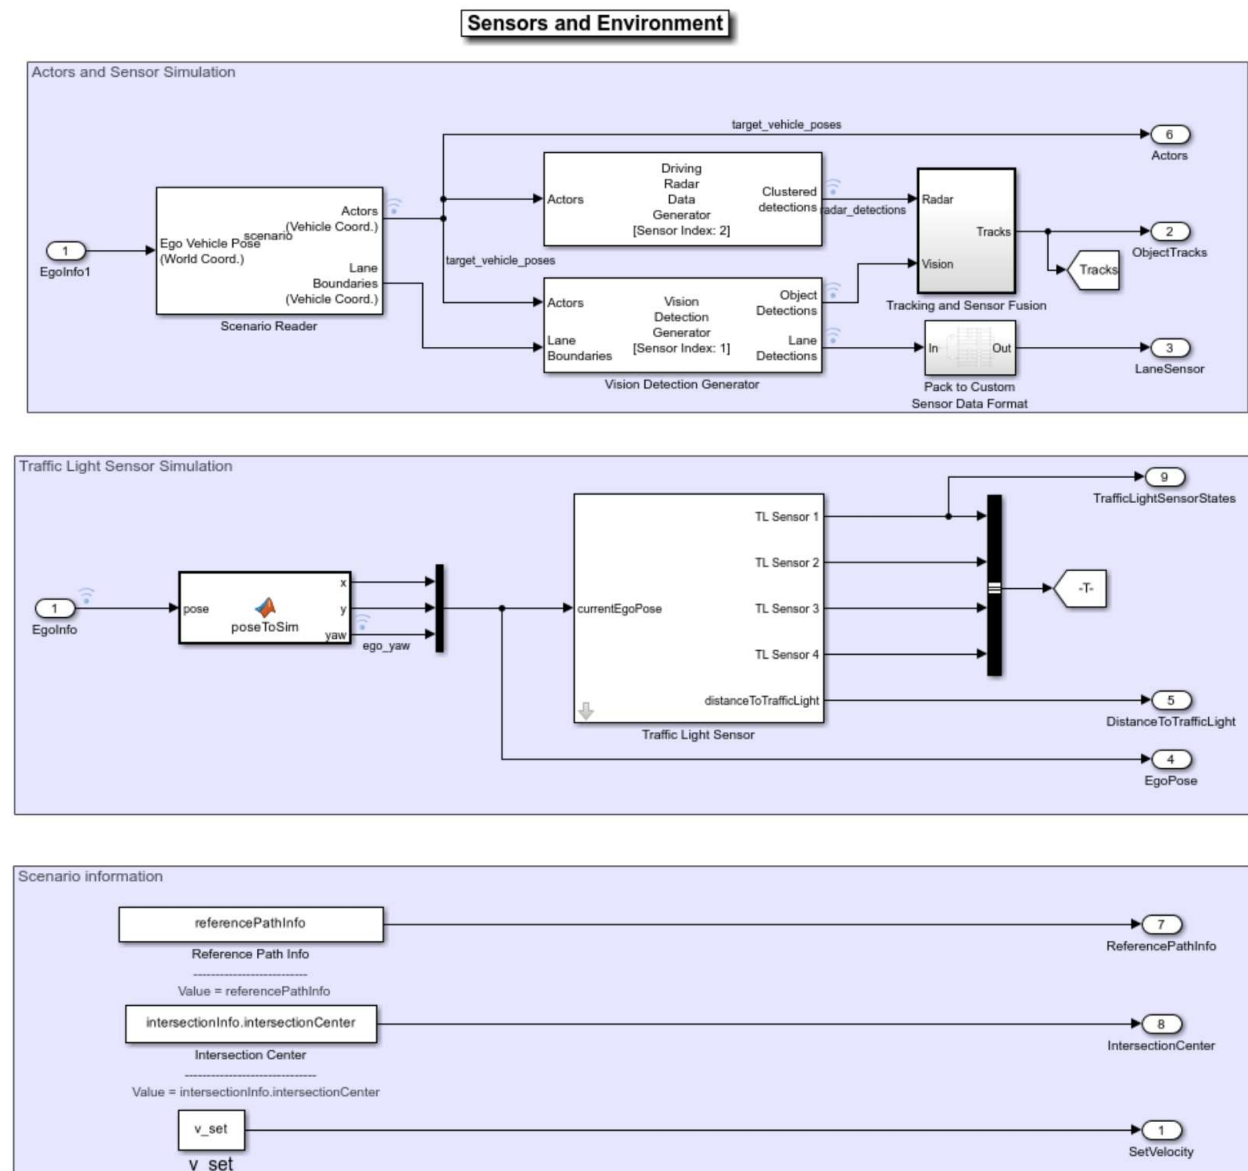 Sensors and Environment
Actors and Sensor Simulation
target_vehicle_poses
6
Actors
1
EgoInfo1
Ego Vehicle Pose
(World Coord.)
scenario
Actors
(Vehicle Coord.)
Lane
Boundaries
(Vehicle Coord.)
Scenario Reader
target_vehicle_poses
Actors
Driving
Radar
Data
Generator
[Sensor Index: 2]
Clustered
detections
radar_detections
Actors
Lane
Boundaries
Vision
Detection
Generator
[Sensor Index: 1]
Object
Detections
Lane
Detections
Vision Detection Generator
Radar
Vision
Tracks
Tracking and Sensor Fusion
2
ObjectTracks
Tracks
In
Out
Pack to Custom
Sensor Data Format
3
LaneSensor
Traffic Light Sensor Simulation
1
EgoInfo
pose
poseToSim
x
y
yaw
ego_yaw
currentEgoPose
TL Sensor 1
TL Sensor 2
TL Sensor 3
TL Sensor 4
distanceToTrafficLight
Traffic Light Sensor
9
TrafficLightSensorStates
-T-
5
DistanceToTrafficLight
4
EgoPose
Scenario information
referencePathInfo
Reference Path Info
---------------------------
Value = referencePathInfo
7
ReferencePathInfo
intersectionInfo.intersectionCenter
Intersection Center
-------------------------------
Value = intersectionInfo.intersectionCenter
8
IntersectionCenter
v_set
v_set
1
SetVelocity